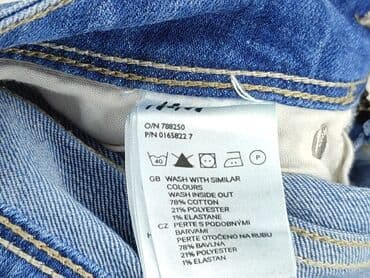 O/N 788250
P/N 0165822 7
40 P
GB WASH WITH SIMILAR
COLOURS
WASH INSIDE OUT
78% COTTON
21% POLYESTER
1% ELASTANE
CZ PERTE S PODOBNÝMI
BARVAMI
PERTE OTOČENO NA RUBU
78% BAVLNA
21% POLYESTER
1% ELASTAN